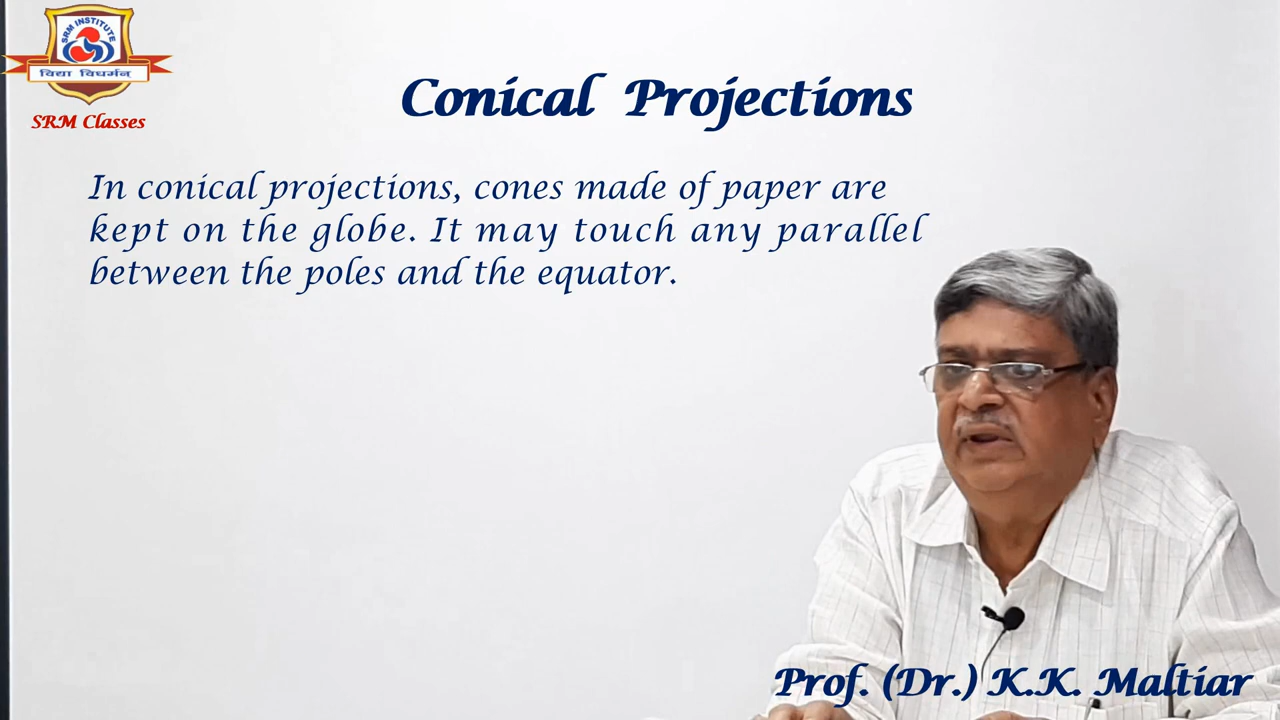 SRM INSTITUTE
विद्या विधर्मन्
SRM Classes
Conical Projections
In conical projections, cones made of paper are
kept on the globe. It may touch any parallel
between the poles and the equator.
Prof. (Dr.) K.K. Maltiar